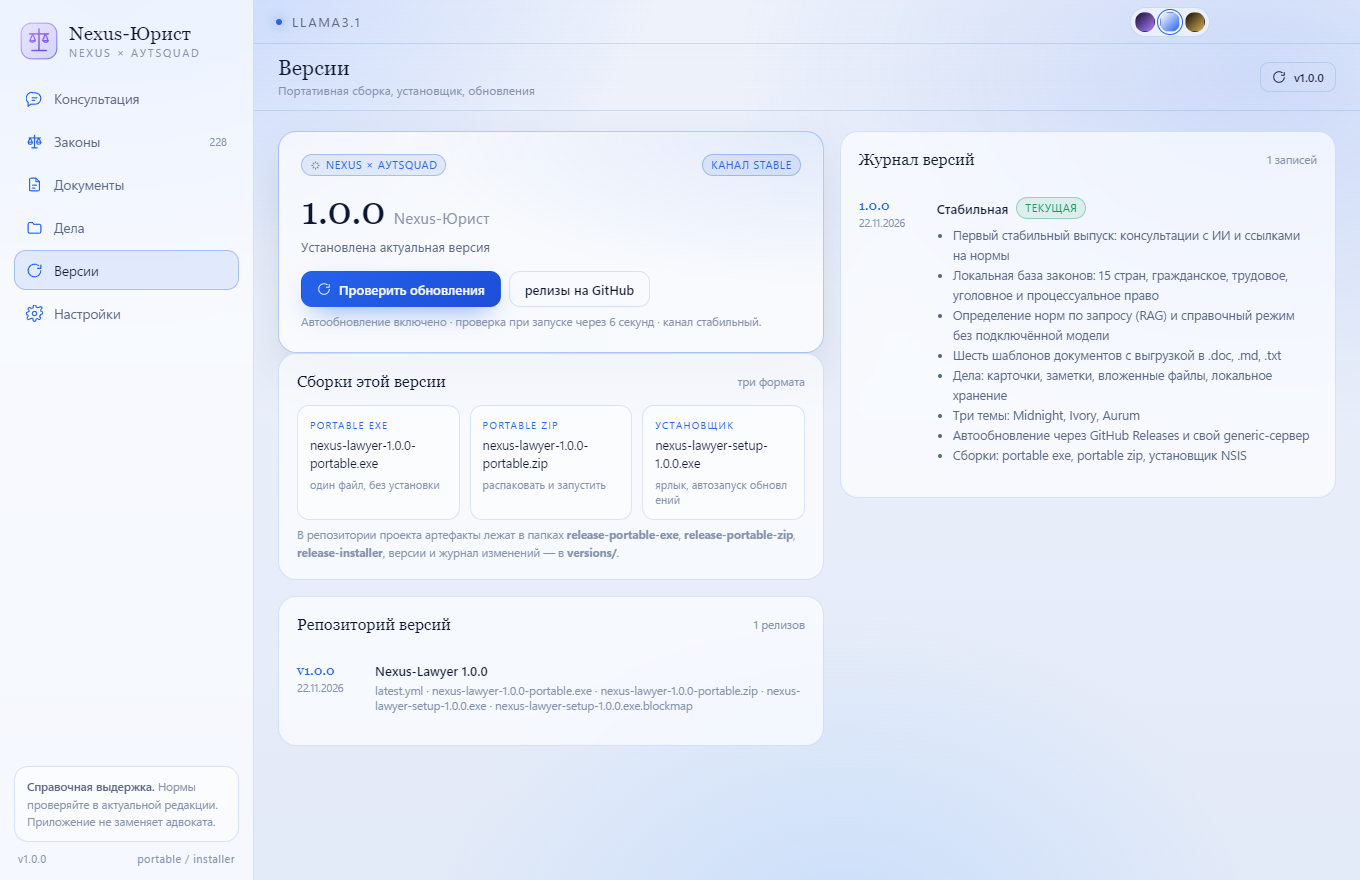 Nexus-Юрист
NEXUS × АУТSQUAD
Консультация
Законы 228
Документы
Дела
Версии
Настройки
Справочная выдержка. Нормы
проверяйте в актуальной редакции.
Приложение не заменяет адвоката.
v1.0.0 portable / installer
LLAMA3.1
Версии
Портативная сборка, установщик, обновления
v1.0.0
NEXUS × АУТSQUAD
КАНАЛ STABLE
1.0.0 Nexus-Юрист
Установлена актуальная версия
Проверить обновления
релизы на GitHub
Автообновление включено · проверка при запуске через 6 секунд · канал стабильный.
Сборки этой версии
три формата
PORTABLE EXE
nexus-lawyer-1.0.0-
portable.exe
один файл, без установки
PORTABLE ZIP
nexus-lawyer-1.0.0-
portable.zip
распаковать и запустить
УСТАНОВЩИК
nexus-lawyer-setup-
1.0.0.exe
ярлык, автозапуск обновл
ений
В репозитории проекта артефакты лежат в папках release-portable-exe, release-portable-zip,
release-installer, версии и журнал изменений — в versions/.
Репозиторий версий
1 релизов
v1.0.0
22.11.2026
Nexus-Lawyer 1.0.0
latest.yml · nexus-lawyer-1.0.0-portable.exe · nexus-lawyer-1.0.0-portable.zip · nexus-
lawyer-setup-1.0.0.exe · nexus-lawyer-setup-1.0.0.exe.blockmap
Журнал версий
1 записей
1.0.0
22.11.2026
Стабильная ТЕКУЩАЯ
• Первый стабильный выпуск: консультации с ИИ и ссылками
на нормы
• Локальная база законов: 15 стран, гражданское, трудовое,
уголовное и процессуальное право
• Определение норм по запросу (RAG) и справочный режим
без подключённой модели
• Шесть шаблонов документов с выгрузкой в .doc, .md, .txt
• Дела: карточки, заметки, вложенные файлы, локальное
хранение
• Три темы: Midnight, Ivory, Aurum
• Автообновление через GitHub Releases и свой generic-сервер
• Сборки: portable exe, portable zip, установщик NSIS